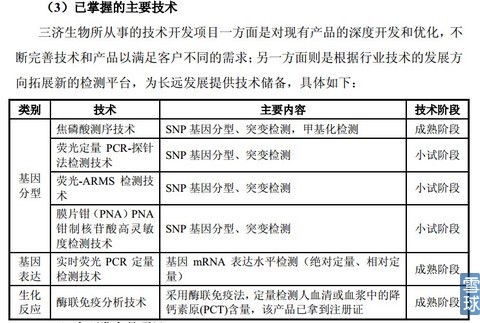 （3）已掌握的主要技术
三济生物所从事的技术开发项目一方面是对现有产品的深度开发和优化，不
断完善技术和产品以满足客户不同的需求；另一方面则是根据行业技术的发展方
向拓展新的检测平台，为长远发展提供技术储备，具体如下：
类别 技术 主要内容 技术阶段
基因
分型
焦磷酸测序技术 SNP 基因分型、突变检测，甲基化检测 成熟阶段
荧光定量 PCR-探针
法检测技术
SNP 基因分型、突变检测 小试阶段
荧光-ARMS 检测技
术
SNP 基因分型、突变检测 小试阶段
膜片钳（PNA）PNA
钳制核苷酸高灵敏
度检测技术
SNP 基因分型、突变检测 小试阶段
基因
表达
实时荧光 PCR 定量
检测技术
基因 mRNA 表达水平检测（绝对定量、相对定
量）
成熟阶段
生化
反应
酶联免疫分析技术
采用酶联免疫法，定量检测人血清或血浆中的降
钙素原(PCT)含量，该产品已拿到注册证
成熟阶段
雪球